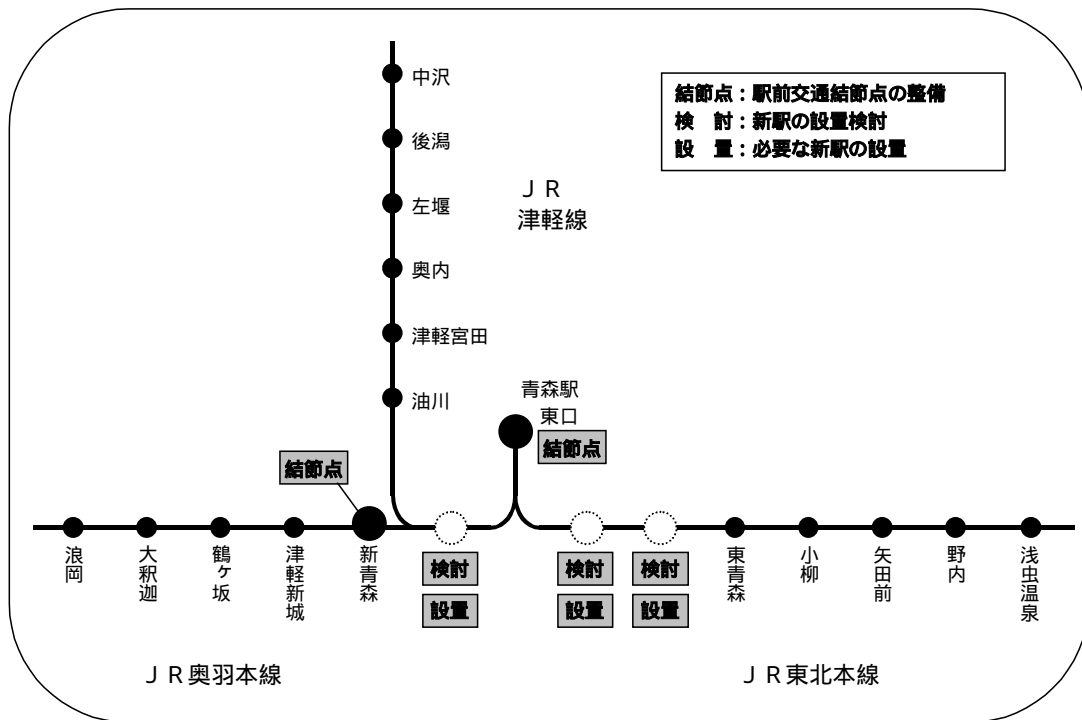 中沢
後潟
左堰
奥内
津軽宮田
油川
結節点：駅前交通結節点の整備
検　討：新駅の設置検討
設　置：必要な新駅の設置
ＪＲ
津軽線
青森駅
東口
結節点
結節点
浪岡
大釈迦
鶴ヶ坂
津軽新城
新青森
検討
設置
検討
設置
検討
設置
東青森
小柳
矢田前
野内
浅虫温泉
ＪＲ奥羽本線
ＪＲ東北本線